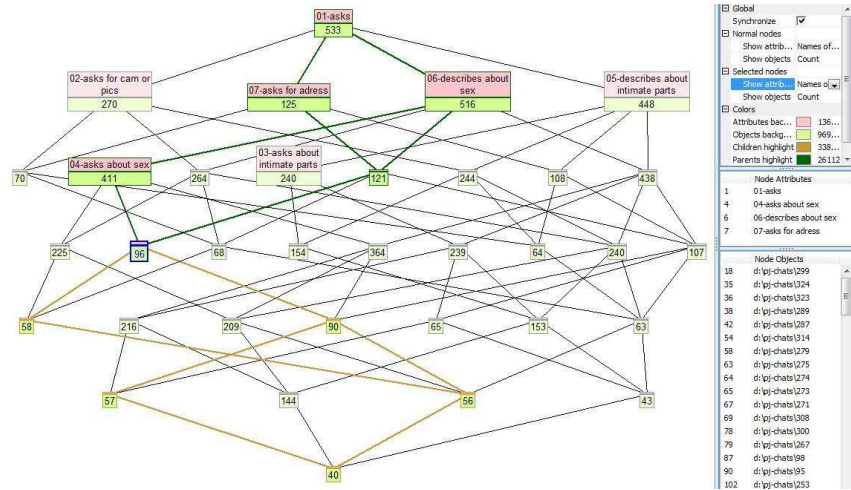 01-asks
533
02-asks for cam or
pics
270
07-asks for adress
125
06-describes about
sex
516
05-describes about
intimate parts
448
03-asks about
intimate parts
240
04-asks about sex
411
70
264
121
244
108
438
225
96
68
154
364
239
64
240
107
58
216
209
90
65
153
63
57
144
56
43
40
Global
Synchronize
Normal nodes
Show attrib... Names of...
Show objects Count
Selected nodes
Show attrib... Names o
Show objects Count
Colors
Attributes bac... 136...
Objects backg... 969...
Children highlight 338...
Parents highlight 26112
Node Attributes
1 01-asks
4 04-asks about sex
6 06-describes about sex
7 07-asks for adress
Node Objects
18 d:\pj-chats\299
35 d:\pj-chats\324
36 d:\pj-chats\323
38 d:\pj-chats\289
42 d:\pj-chats\287
54 d:\pj-chats\314
58 d:\pj-chats\279
63 d:\pj-chats\275
64 d:\pj-chats\274
65 d:\pj-chats\273
67 d:\pj-chats\271
69 d:\pj-chats\308
78 d:\pj-chats\300
79 d:\pj-chats\267
87 d:\pj-chats\98
90 d:\pj-chats\95
102 d:\pj-chats\253